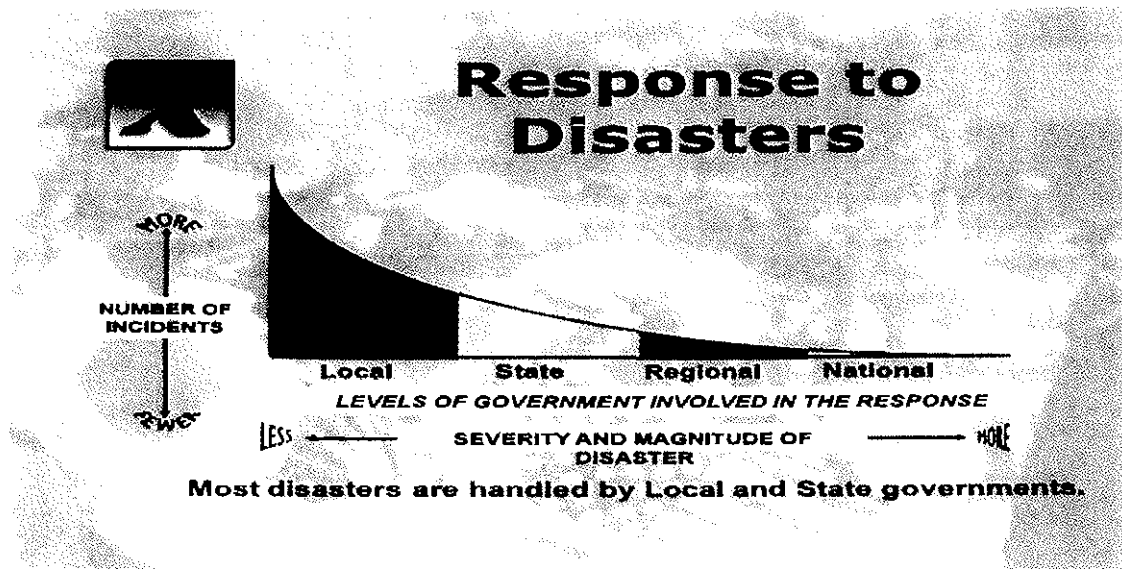 Response to
Disasters
MORE
NUMBER OF
INCIDENTS
FEWER
Local State Regional National
LEVELS OF GOVERNMENT INVOLVED IN THE RESPONSE
LESS SEVERITY AND MAGNITUDE OF MORE
DISASTER
Most disasters are handled by Local and State governments.